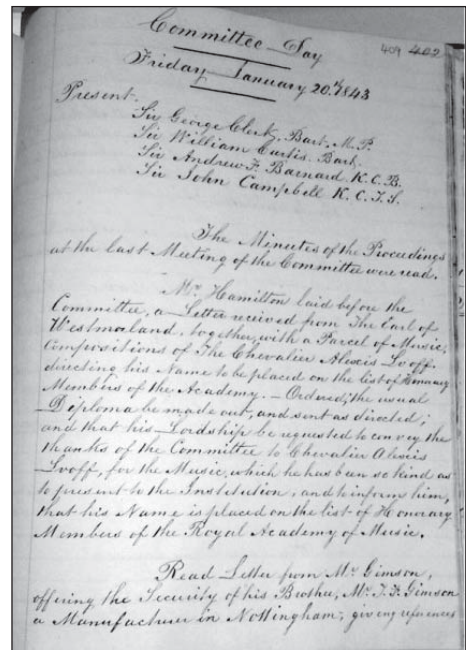 409 402
Committee Day
Friday January 20th. 1843
Present.
Sir George Clerk, Bart. M.P.
Sir William Curtis. Bart.
Sir Andrew F. Barnard. K.C.B.
Sir John Campbell K.C.T.S.
The Minutes of the Proceedings
at the last Meeting of the Committee were read.
Mr. Hamilton laid before the
Committee, a Letter received from The Earl of
Westmorland, together with a Parcel of Music,
Compositions of The Chevalier Alexis Lvoff.
directing his Name to be placed on the list of Honorary
Members of the Academy. - Ordered, the usual
Diploma be made out, and sent as directed;
and that his Lordship be requested to convey the
thanks of the Committee to Chevalier Alexis
Lvoff, for the Music, which he has been so kind as
to present to the Institution, and to inform him,
that his Name is placed on the list of Honorary
Members of the Royal Academy of Music.
Read Letter from Mr Gimson,
offering the Security of his Brother, Mr. J. F. Gimson
a Manufacturer in Nottingham, giving references